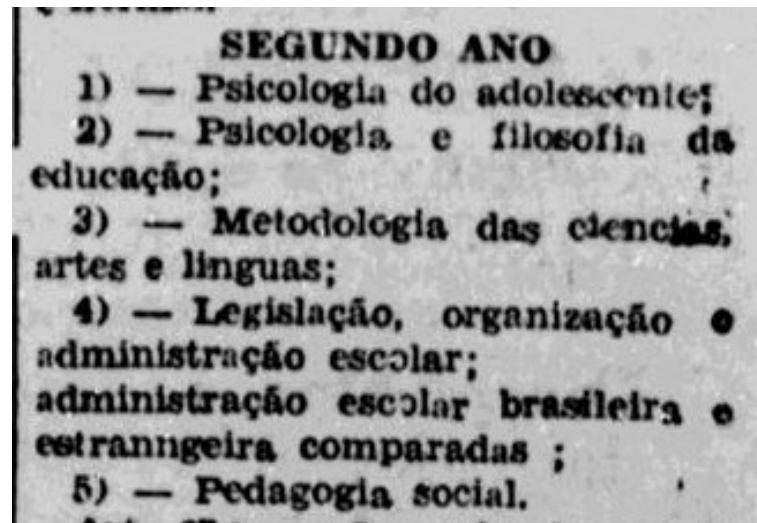 SEGUNDO ANO
1) — Psicologia do adolescente;
2) — Psicologia e filosofia da
educação;
3) — Metodologia das ciencias,
artes e linguas;
4) — Legislação, organização e
administração escolar;
administração escolar brasileira e
estranngeira comparadas ;
5) — Pedagogia social.